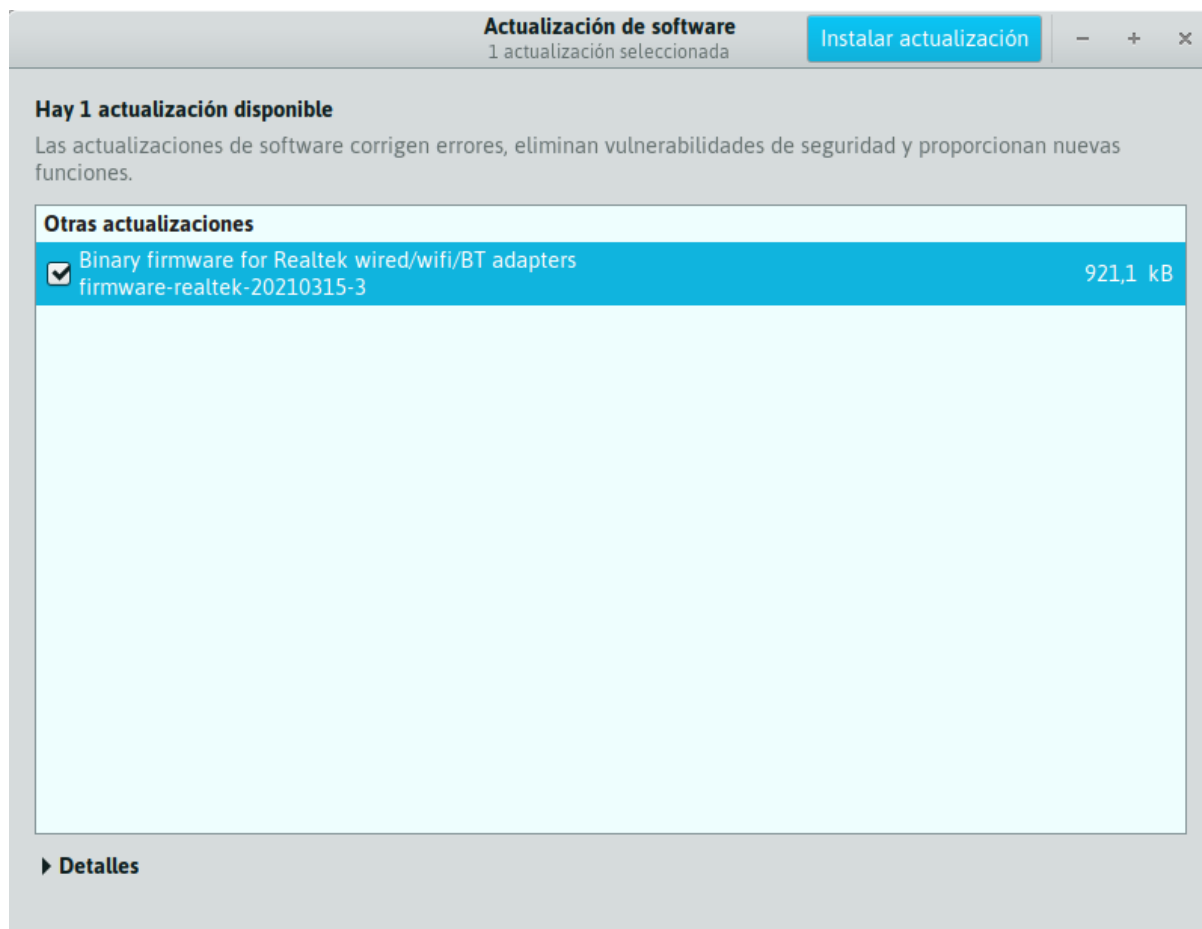 Actualización de software
1 actualización seleccionada
Instalar actualización
Hay 1 actualización disponible
Las actualizaciones de software corrigen errores, eliminan vulnerabilidades de seguridad y proporcionan nuevas
funciones.
Otras actualizaciones
Binary firmware for Realtek wired/wifi/BT adapters
firmware-realtek-20210315-3
921,1 kB
Detalles